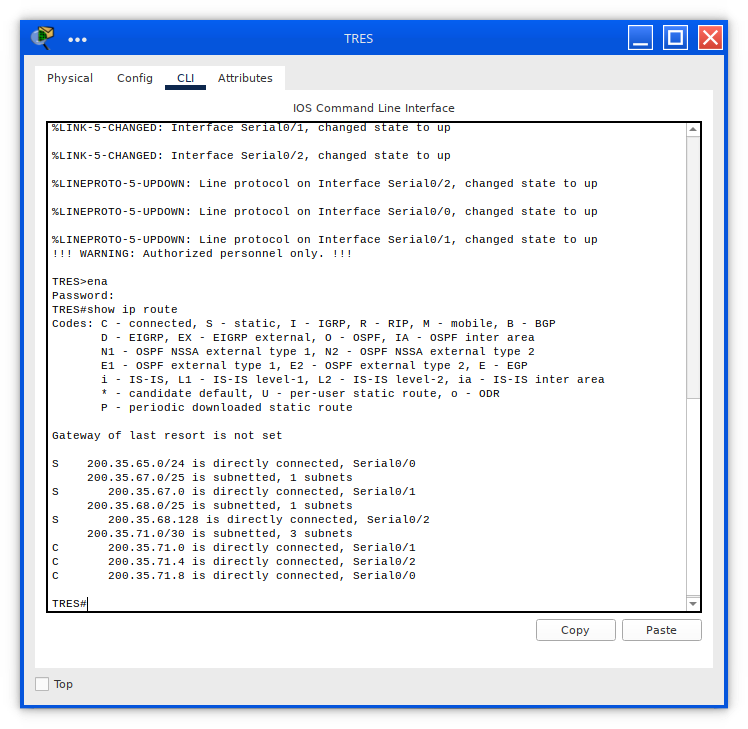 TRES
Physical Config CLI Attributes
IOS Command Line Interface
%LINK-5-CHANGED: Interface Serial0/1, changed state to up
%LINK-5-CHANGED: Interface Serial0/2, changed state to up
%LINEPROTO-5-UPDOWN: Line protocol on Interface Serial0/2, changed state to up
%LINEPROTO-5-UPDOWN: Line protocol on Interface Serial0/0, changed state to up
%LINEPROTO-5-UPDOWN: Line protocol on Interface Serial0/1, changed state to up
!!! WARNING: Authorized personnel only. !!!
TRES>ena
Password:
TRES#show ip route
Codes: C - connected, S - static, I - IGRP, R - RIP, M - mobile, B - BGP
D - EIGRP, EX - EIGRP external, O - OSPF, IA - OSPF inter area
N1 - OSPF NSSA external type 1, N2 - OSPF NSSA external type 2
E1 - OSPF external type 1, E2 - OSPF external type 2, E - EGP
i - IS-IS, L1 - IS-IS level-1, L2 - IS-IS level-2, ia - IS-IS inter area
* - candidate default, U - per-user static route, o - ODR
P - periodic downloaded static route
Gateway of last resort is not set
S    200.35.65.0/24 is directly connected, Serial0/0
200.35.67.0/25 is subnetted, 1 subnets
S       200.35.67.0 is directly connected, Serial0/1
200.35.68.0/25 is subnetted, 1 subnets
S       200.35.68.128 is directly connected, Serial0/2
200.35.71.0/30 is subnetted, 3 subnets
C       200.35.71.0 is directly connected, Serial0/1
C       200.35.71.4 is directly connected, Serial0/2
C       200.35.71.8 is directly connected, Serial0/0
TRES#
Copy Paste
Top